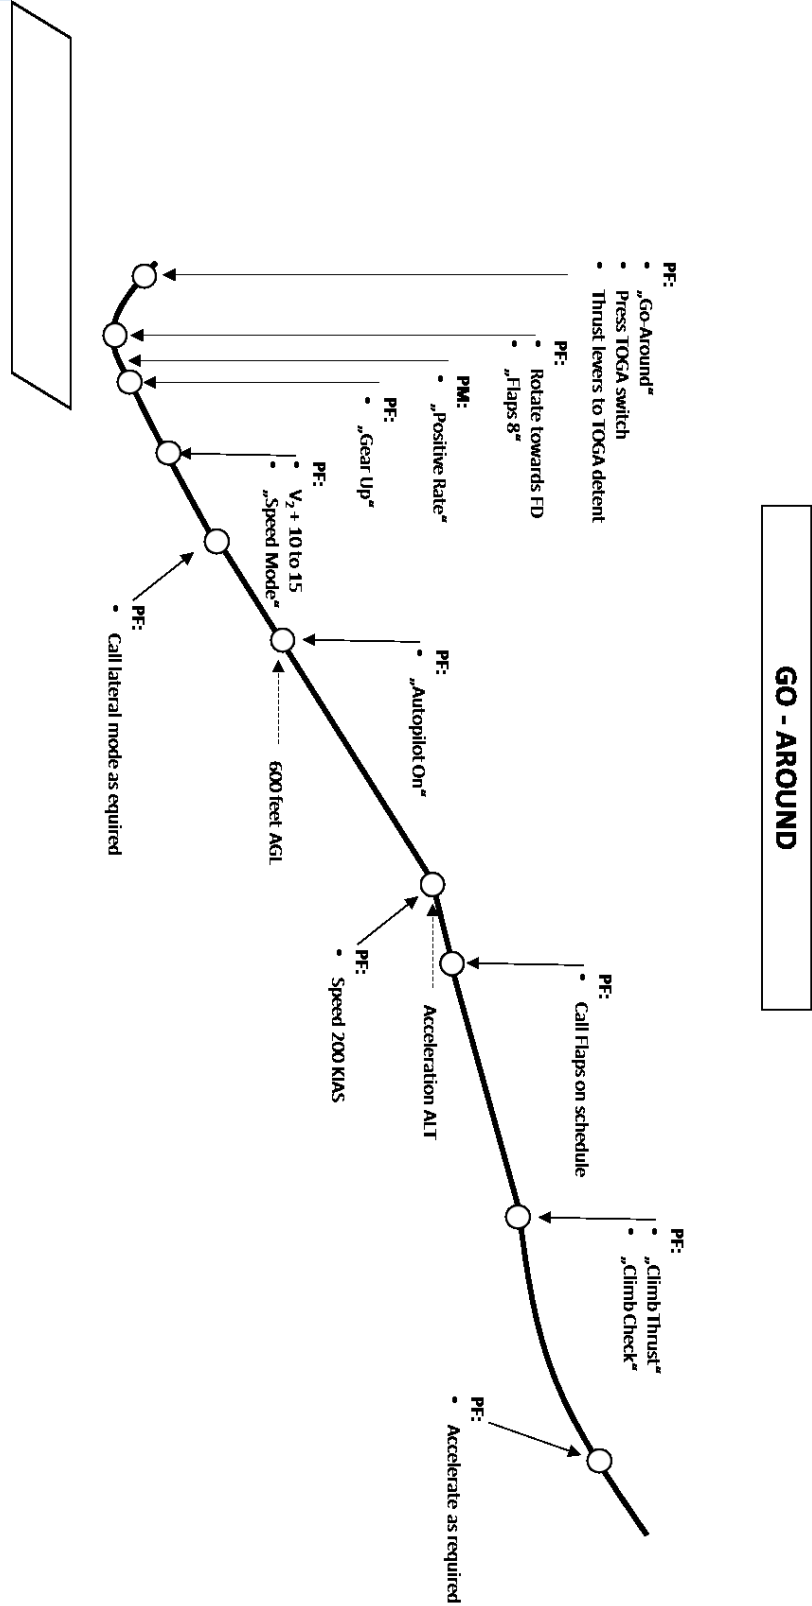 GO - AROUND
PF:
• „Go-Around“
• Press TOGA switch
• Thrust levers to TOGA detent
PF:
• Rotate towards FD
• „Flaps 8“
PM:
• „Positive Rate“
PF:
• „Gear Up“
PF:
• V₂ + 10 to 15
• „Speed Mode“
PF:
• Call lateral mode as equired
PF:
• „Autopilot On“
600 feet AGL
PF:
• Speed 200 KIAS
Acceleration ALT
PF:
• Call Flaps on schedule
PF:
• „Climb Thrust“
• „Climb Check“
PF:
• Accelerate as required